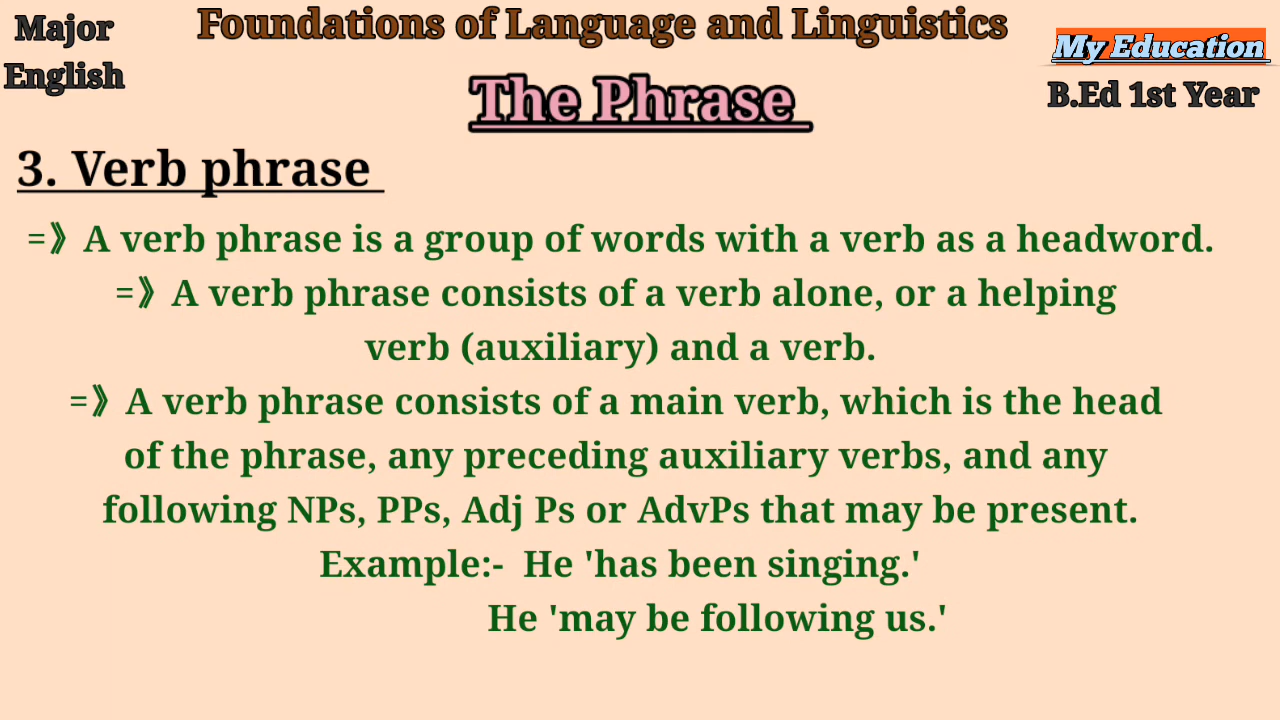 Major
English
Foundations of Language and Linguistics
My Education
B.Ed 1st Year
The Phrase
3. Verb phrase
=》A verb phrase is a group of words with a verb as a headword.
=》A verb phrase consists of a verb alone, or a helping
verb (auxiliary) and a verb.
=》A verb phrase consists of a main verb, which is the head
of the phrase, any preceding auxiliary verbs, and any
following NPs, PPs, Adj Ps or AdvPs that may be present.
Example:- He 'has been singing.'
He 'may be following us.'